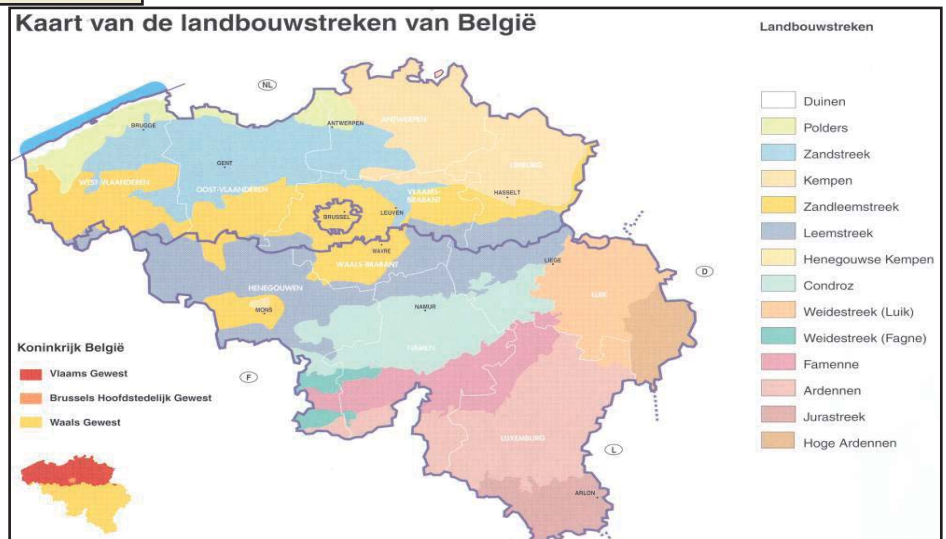 Kaart van de landbouwstreken van België
Landbouwstreken
Duinen
Polders
Zandstreek
Kempen
Zandleemstreek
Leemstreek
Henegouwse Kempen
Condroz
Weidestreek (Luik)
Weidestreek (Fagne)
Famenne
Ardennen
Jurastreek
Hoge Ardennen
NL
BRUGGE
ANTWERPEN
ANTWERPEN
GENT
LIMBURG
WEST-VLAANDEREN
OOST-VLAANDEREN
VLAAMS-
BRABANT
HASSELT
BRUSSEL
LEUVEN
WAVRE
WAALS-BRABANT
LIEGE
D
HENEGOUWEN
LUIK
MONS
NAMUR
NAMEN
F
LUXEMBURG
L
ARLON
Koninkrijk België
Vlaams Gewest
Brussels Hoofdstedelijk Gewest
Waals Gewest